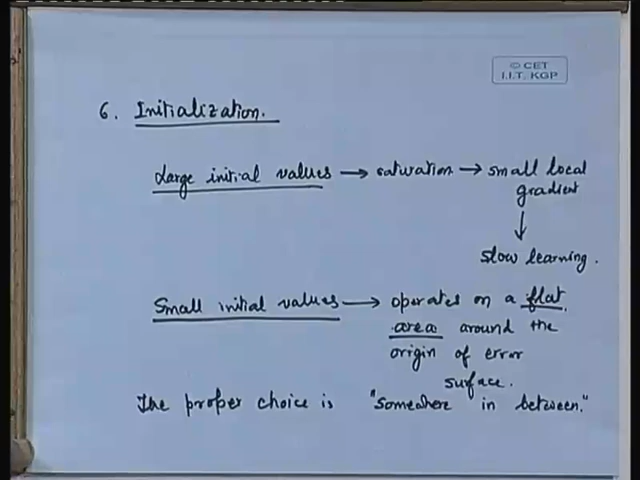 © CET
I.I.T. KGP
6. Initialization.
Large initial values → saturation → small local
gradient
↓
slow learning.
Small initial values → operates on a flat
area around the
origin of error
surface.
The proper choice is "somewhere in between."